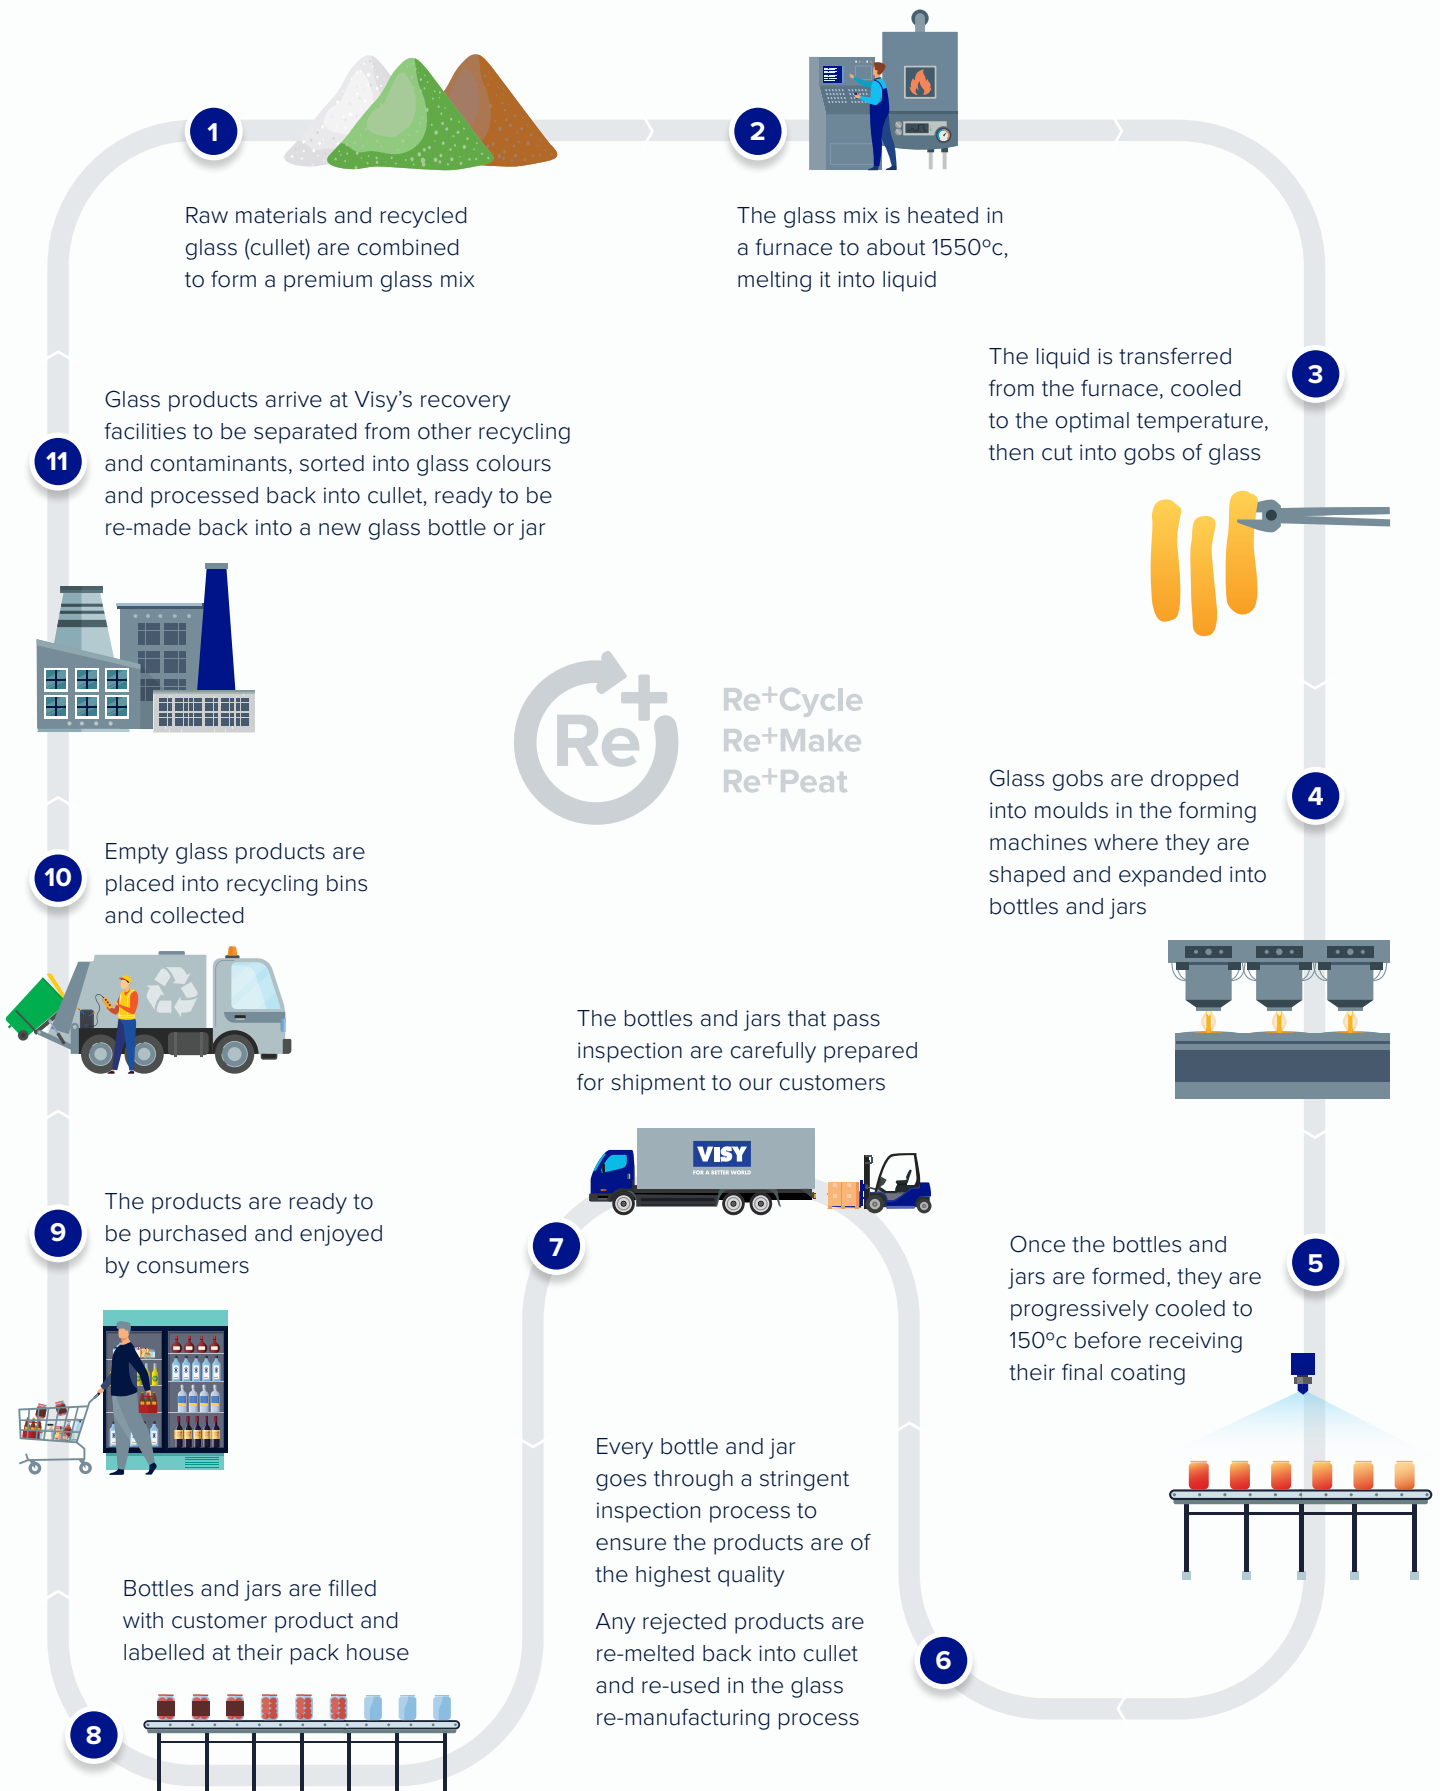 1
Raw materials and recycled
glass (cullet) are combined
to form a premium glass mix
2
The glass mix is heated in
a furnace to about 1550ºc,
melting it into liquid
3
The liquid is transferred
from the furnace, cooled
to the optimal temperature,
then cut into gobs of glass
4
Glass gobs are dropped
into moulds in the forming
machines where they are
shaped and expanded into
bottles and jars
5
Once the bottles and
jars are formed, they are
progressively cooled to
150ºc before receiving
their final coating
6
Every bottle and jar
goes through a stringent
inspection process to
ensure the products are of
the highest quality
Any rejected products are
re-melted back into cullet
and re-used in the glass
re-manufacturing process
7
The bottles and jars that pass
inspection are carefully prepared
for shipment to our customers
VISY
FOR A BETTER WORLD
8
Bottles and jars are filled
with customer product and
labelled at their pack house
9
The products are ready to
be purchased and enjoyed
by consumers
10
Empty glass products are
placed into recycling bins
and collected
11
Glass products arrive at Visy’s recovery
facilities to be separated from other recycling
and contaminants, sorted into glass colours
and processed back into cullet, ready to be
re-made back into a new glass bottle or jar
Re+
Re+Cycle
Re+Make
Re+Peat